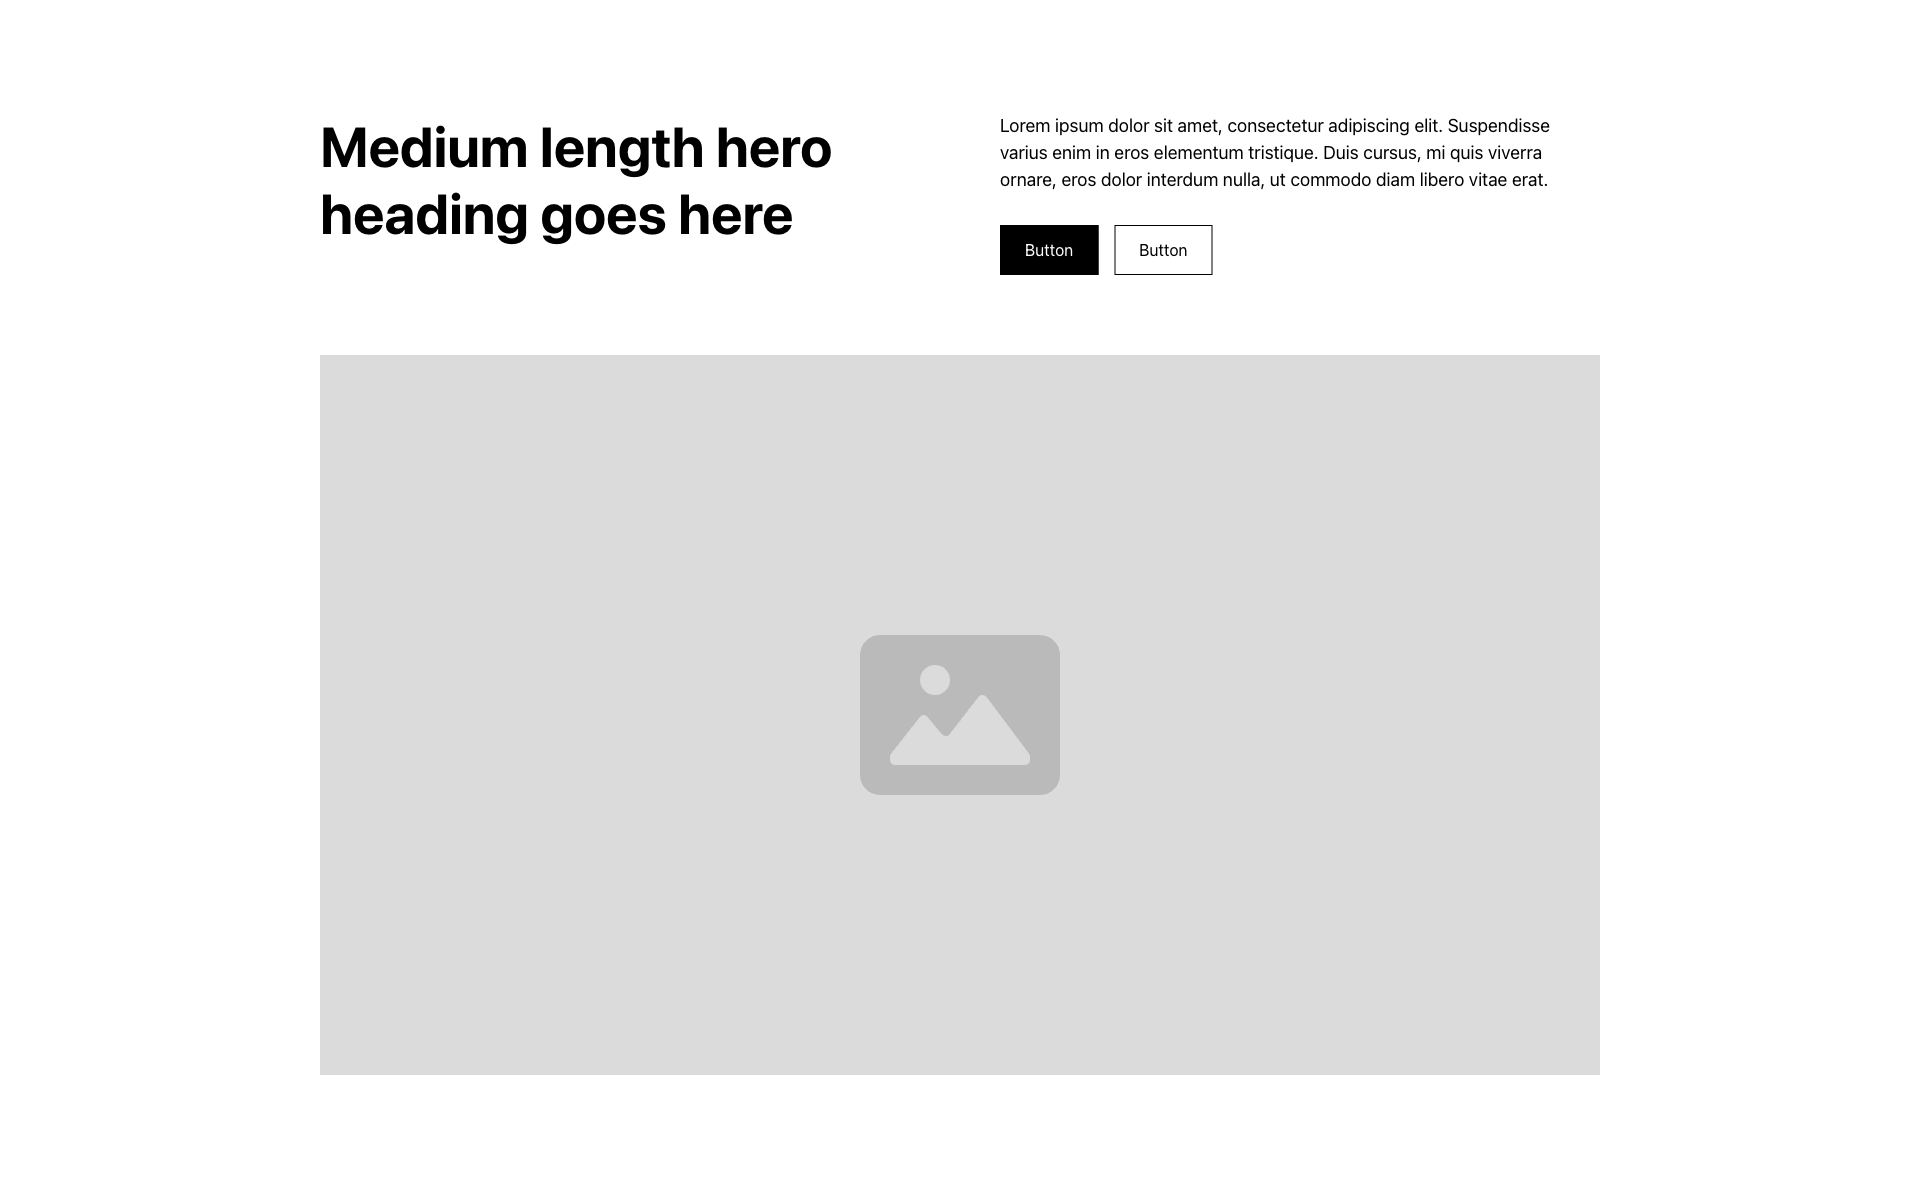 Medium length hero
heading goes here
Lorem ipsum dolor sit amet, consectetur adipiscing elit. Suspendisse
varius enim in eros elementum tristique. Duis cursus, mi quis viverra
ornare, eros dolor interdum nulla, ut commodo diam libero vitae erat.
Button
Button